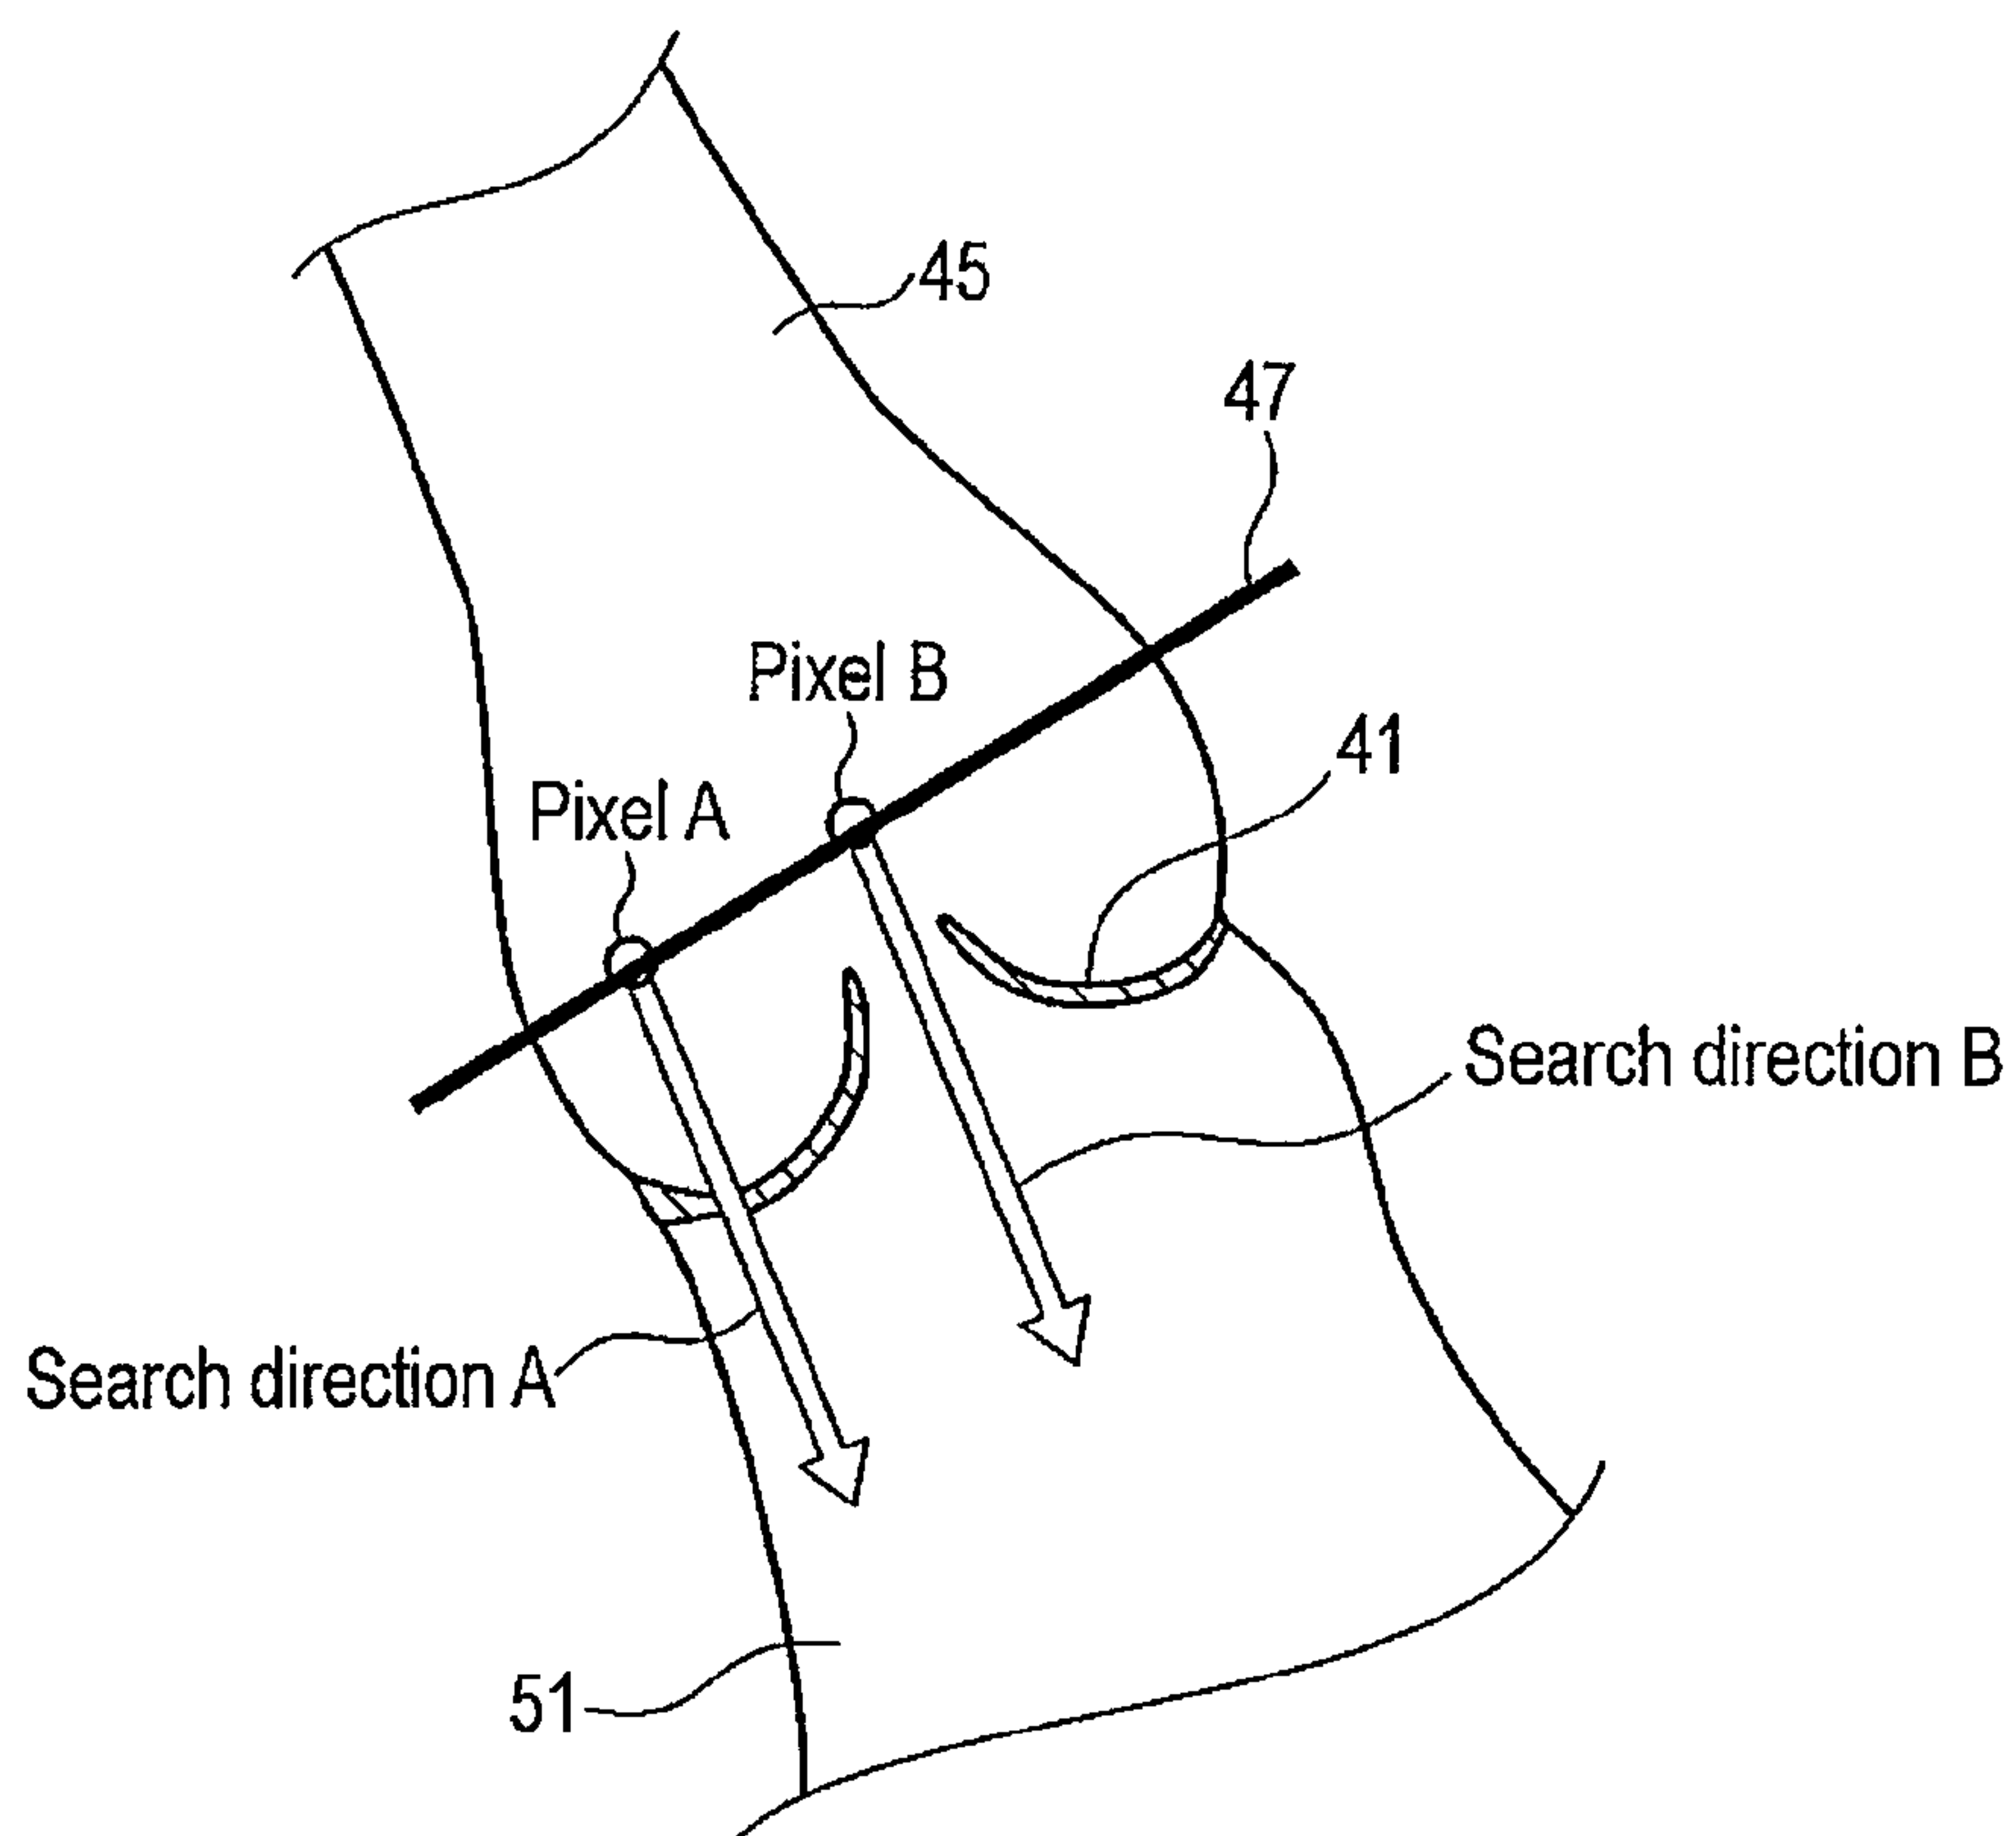 45
47
Pixel B
41
Pixel A
Search direction B
Search direction A
51